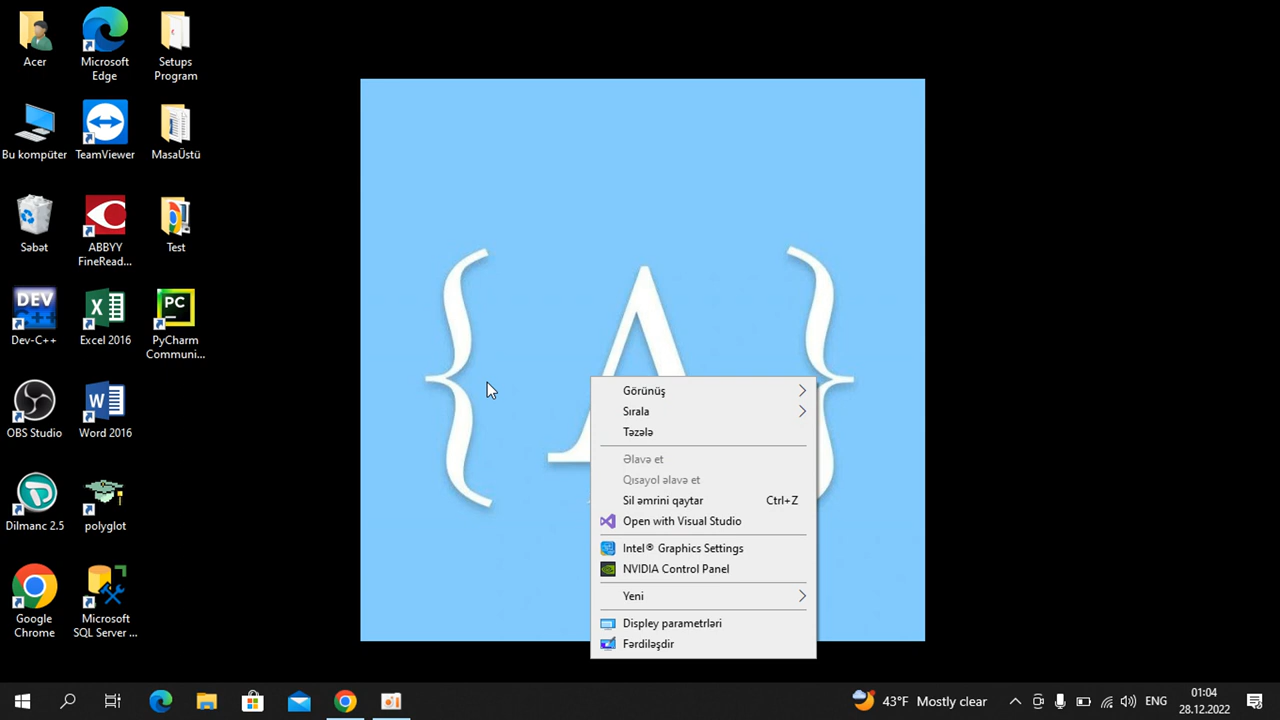 Acer
Microsoft
Edge
Setups
Program
Bu kompüter
TeamViewer
MasaÜstü
Səbət
ABBYY
FineRead...
Test
DEV
C++
Dev-C++
Excel 2016
PC
PyCharm
Communi...
OBS Studio
Word 2016
Dilmanc 2.5
polyglot
Google
Chrome
Microsoft
SQL Server ...
{ A }
Görünüş
Sırala
Təzələ
Əlavə et
Qısayol əlavə et
Sil əmrini qaytar Ctrl+Z
Open with Visual Studio
Intel® Graphics Settings
NVIDIA Control Panel
Yeni
Displey parametrləri
Fərdiləşdir
43°F Mostly clear
ENG
01:04
28.12.2022